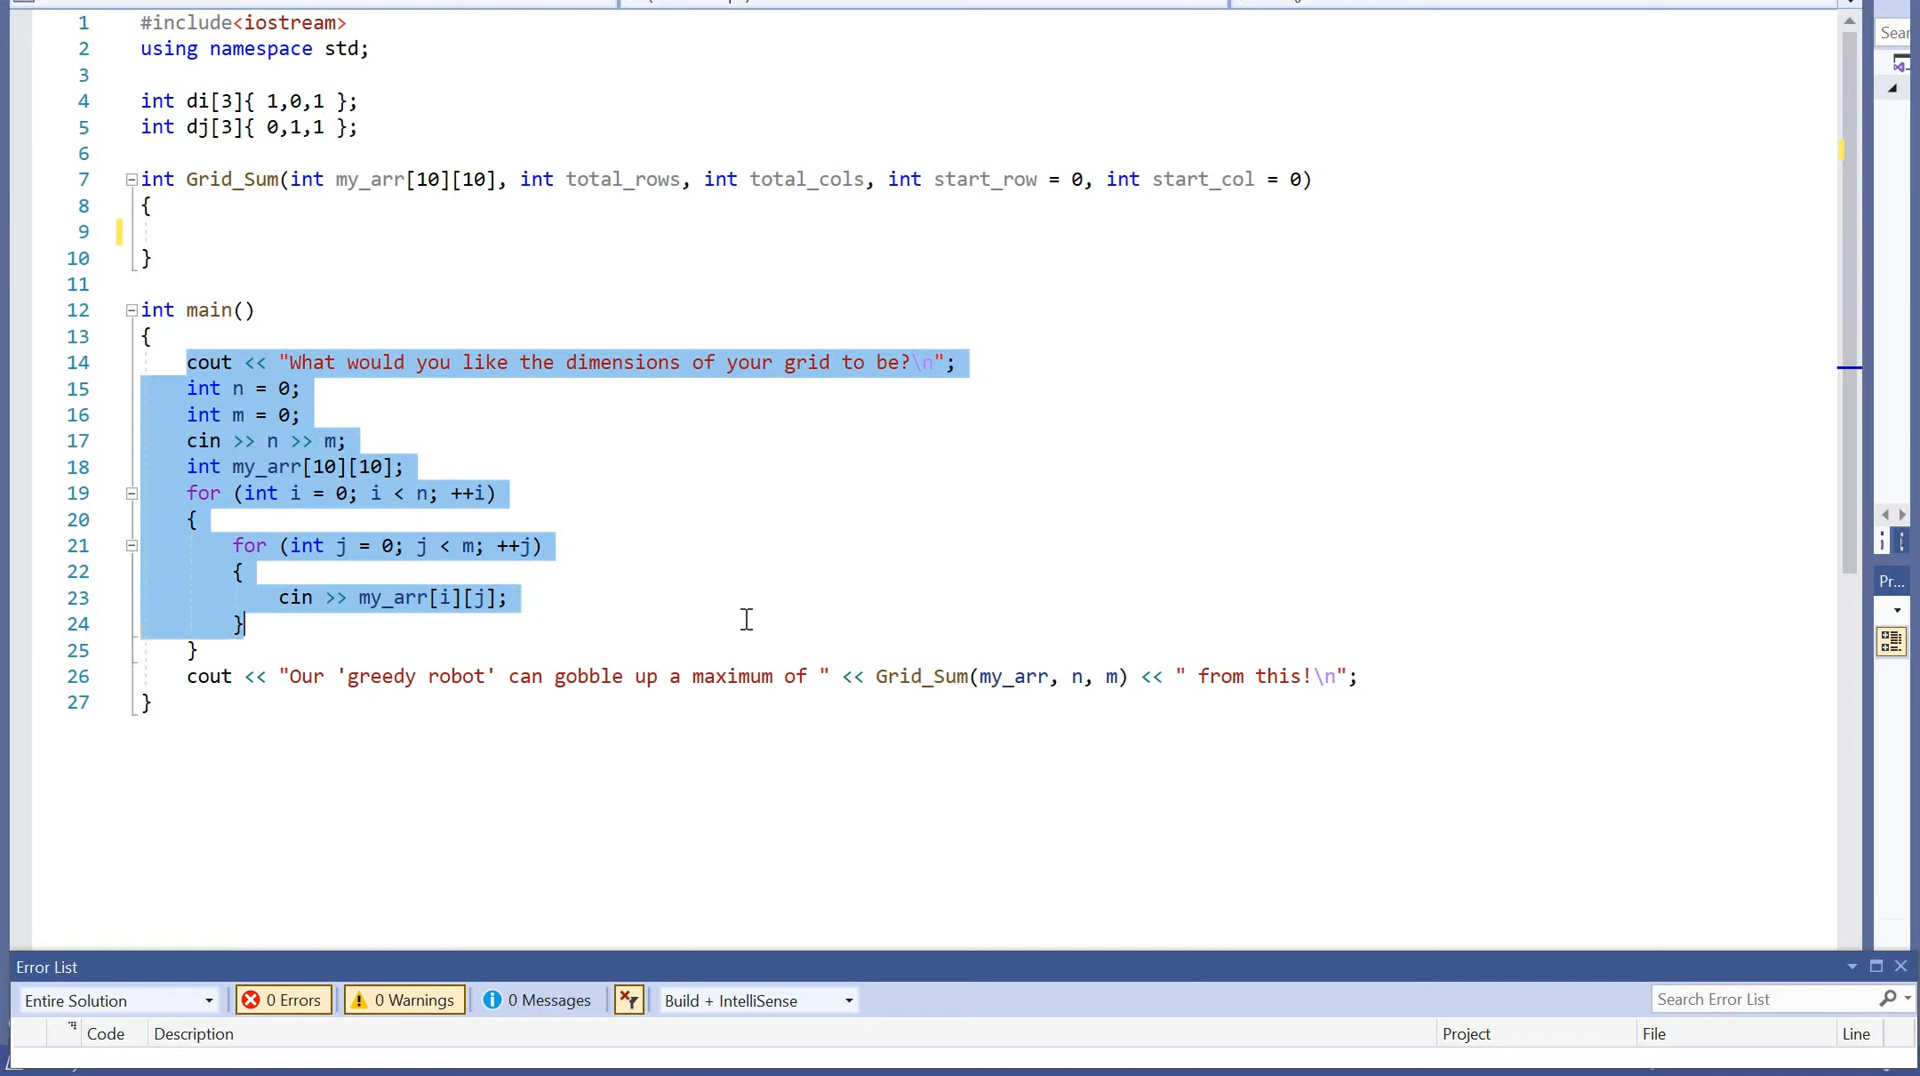 Sear
1 #include<iostream>
2 using namespace std;
3
4 int di[3]{ 1,0,1 };
5 int dj[3]{ 0,1,1 };
6
7 int Grid_Sum(int my_arr[10][10], int total_rows, int total_cols, int start_row = 0, int start_col = 0)
8 {
9
10 }
11
12 int main()
13 {
14 cout << "What would you like the dimensions of your grid to be?\n";
15 int n = 0;
16 int m = 0;
17 cin >> n >> m;
18 int my_arr[10][10];
19 for (int i = 0; i < n; ++i)
20 {
21 for (int j = 0; j < m; ++j)
22 {
23 cin >> my_arr[i][j];
24 }
25 }
26 cout << "Our 'greedy robot' can gobble up a maximum of " << Grid_Sum(my_arr, n, m) << " from this!\n";
27 }
Pr...
Error List
Entire Solution 0 Errors 0 Warnings 0 Messages Build + IntelliSense Search Error List
Code Description Project File Line